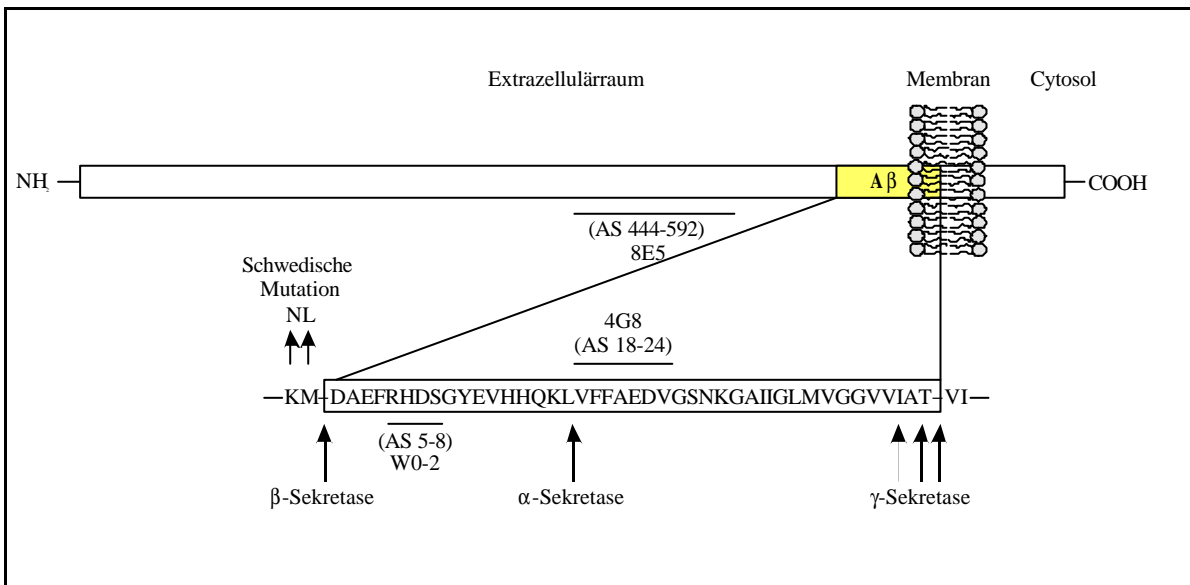 Extrazellulärraum Membran Cytosol
NH₂ Aβ COOH
(AS 444-592)
8E5
Schwedische
Mutation
NL
4G8
(AS 18-24)
KM DAEFRHDSGYEVHHQKLVFFAEDVGSNKGAIIGLMVGGVVIAT VI
(AS 5-8)
W0-2
β-Sekretase α-Sekretase γ-Sekretase